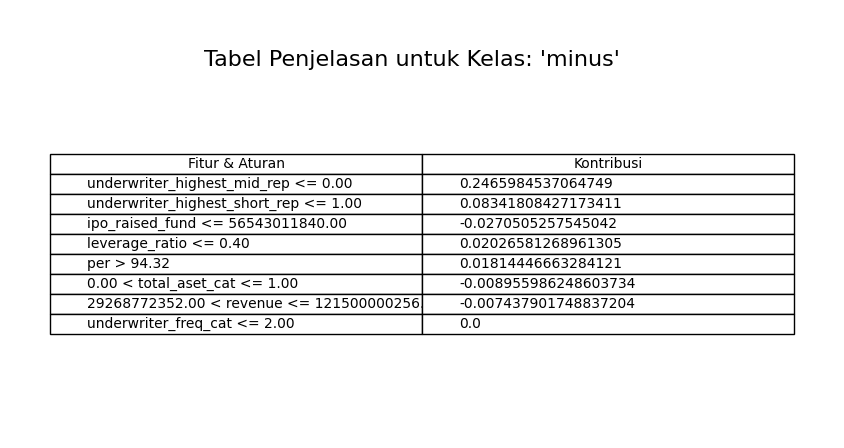 Tabel Penjelasan untuk Kelas: 'minus'
Fitur & Aturan Kontribusi
underwriter_highest_mid_rep <= 0.00 0.2465984537064749
underwriter_highest_short_rep <= 1.00 0.08341808427173411
ipo_raised_fund <= 56543011840.00 -0.0270505257545042
leverage_ratio <= 0.40 0.02026581268961305
per > 94.32 0.01814446663284121
0.00 < total_aset_cat <= 1.00 -0.008955986248603734
29268772352.00 < revenue <= 121500000256. -0.007437901748837204
underwriter_freq_cat <= 2.00 0.0